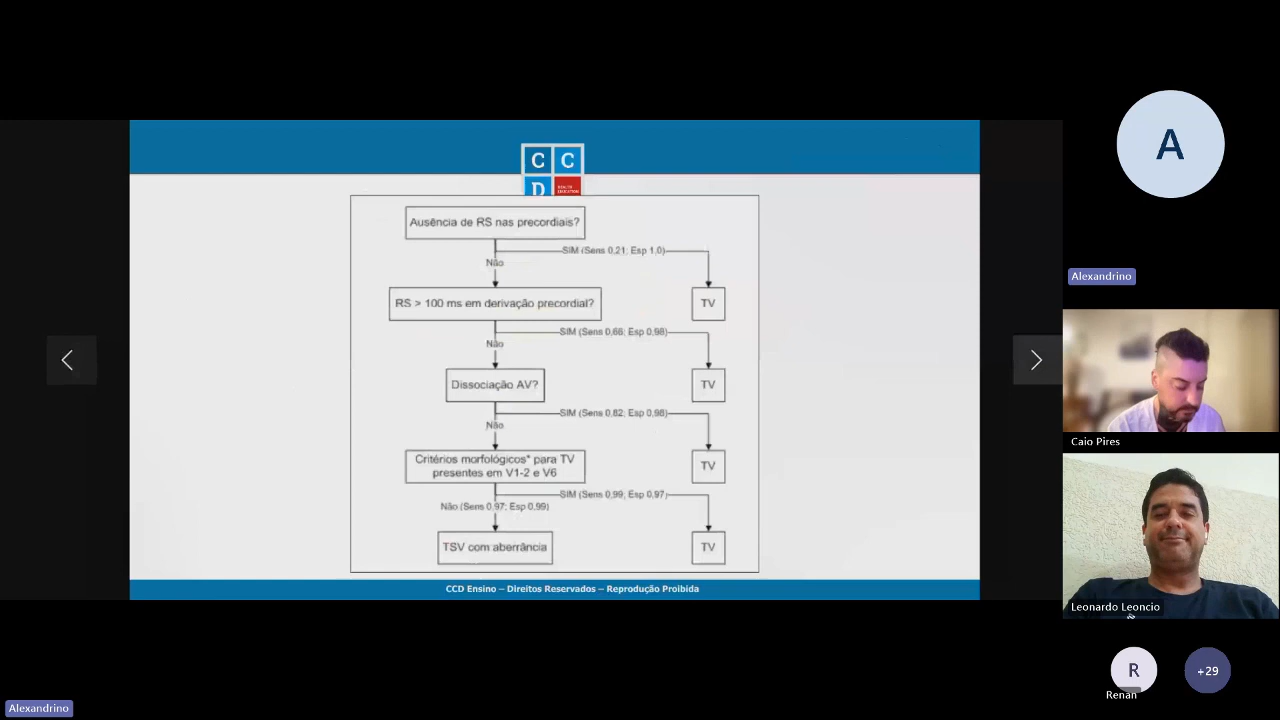 C C
D HEALTH EDUCATION
Ausência de RS nas precordiais?
SIM (Sens 0,21; Esp 1,0)
Não
RS > 100 ms em derivação precordial?
TV
SIM (Sens 0,66; Esp 0,98)
Não
Dissociação AV?
TV
SIM (Sens 0,82; Esp 0,98)
Não
Critérios morfológicos* para TV
presentes em V1-2 e V6
TV
SIM (Sens 0,99; Esp 0,97)
Não (Sens 0,97; Esp 0,99)
TSV com aberrância
TV
CCD Ensino – Direitos Reservados – Reprodução Proibida
A
Alexandrino
Caio Pires
Leonardo Leoncio
R
+29
Renan
Alexandrino